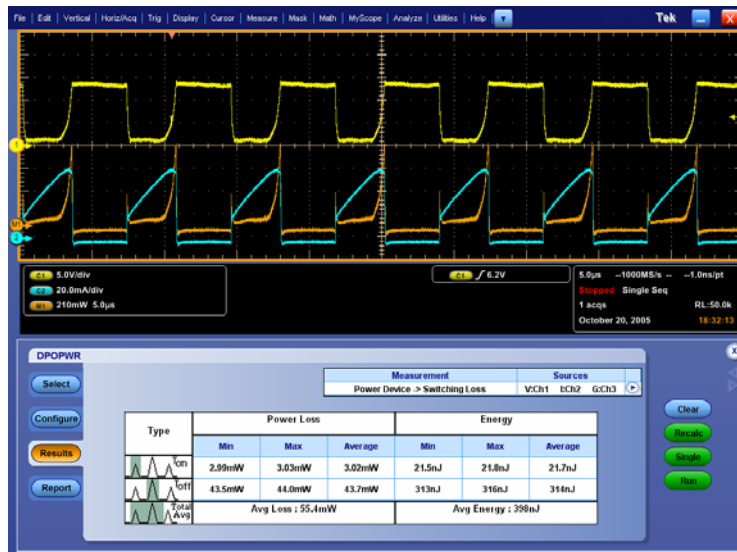 File | Edit | Vertical | Horiz/Acq | Trig | Display | Cursor | Measure | Mask | Math | MyScope | Analyze | Utilities | Help
Tek
X
1
M1
2
C1 5.0V/div
C2 20.0mA/div
M1 210mW 5.0µs
C1 / 6.2V
5.0µs --1000MS/s -- --1.0ns/pt
Stopped Single Seq
1 acqs RL:50.0k
October 20, 2005 18:32:13
DPOPWR
X
Select
Configure
Results
Report
Measurement Sources
Power Device -> Switching Loss V:Ch1 I:Ch2 G:Ch3
Type Power Loss Energy
Min Max Average Min Max Average
Ton 2.99mW 3.03mW 3.02mW 21.5nJ 21.8nJ 21.7nJ
Toff 43.5mW 44.0mW 43.7mW 313nJ 316nJ 314nJ
Total Avg Avg Loss : 55.4mW Avg Energy : 398nJ
Clear
Recalc
Single
Run